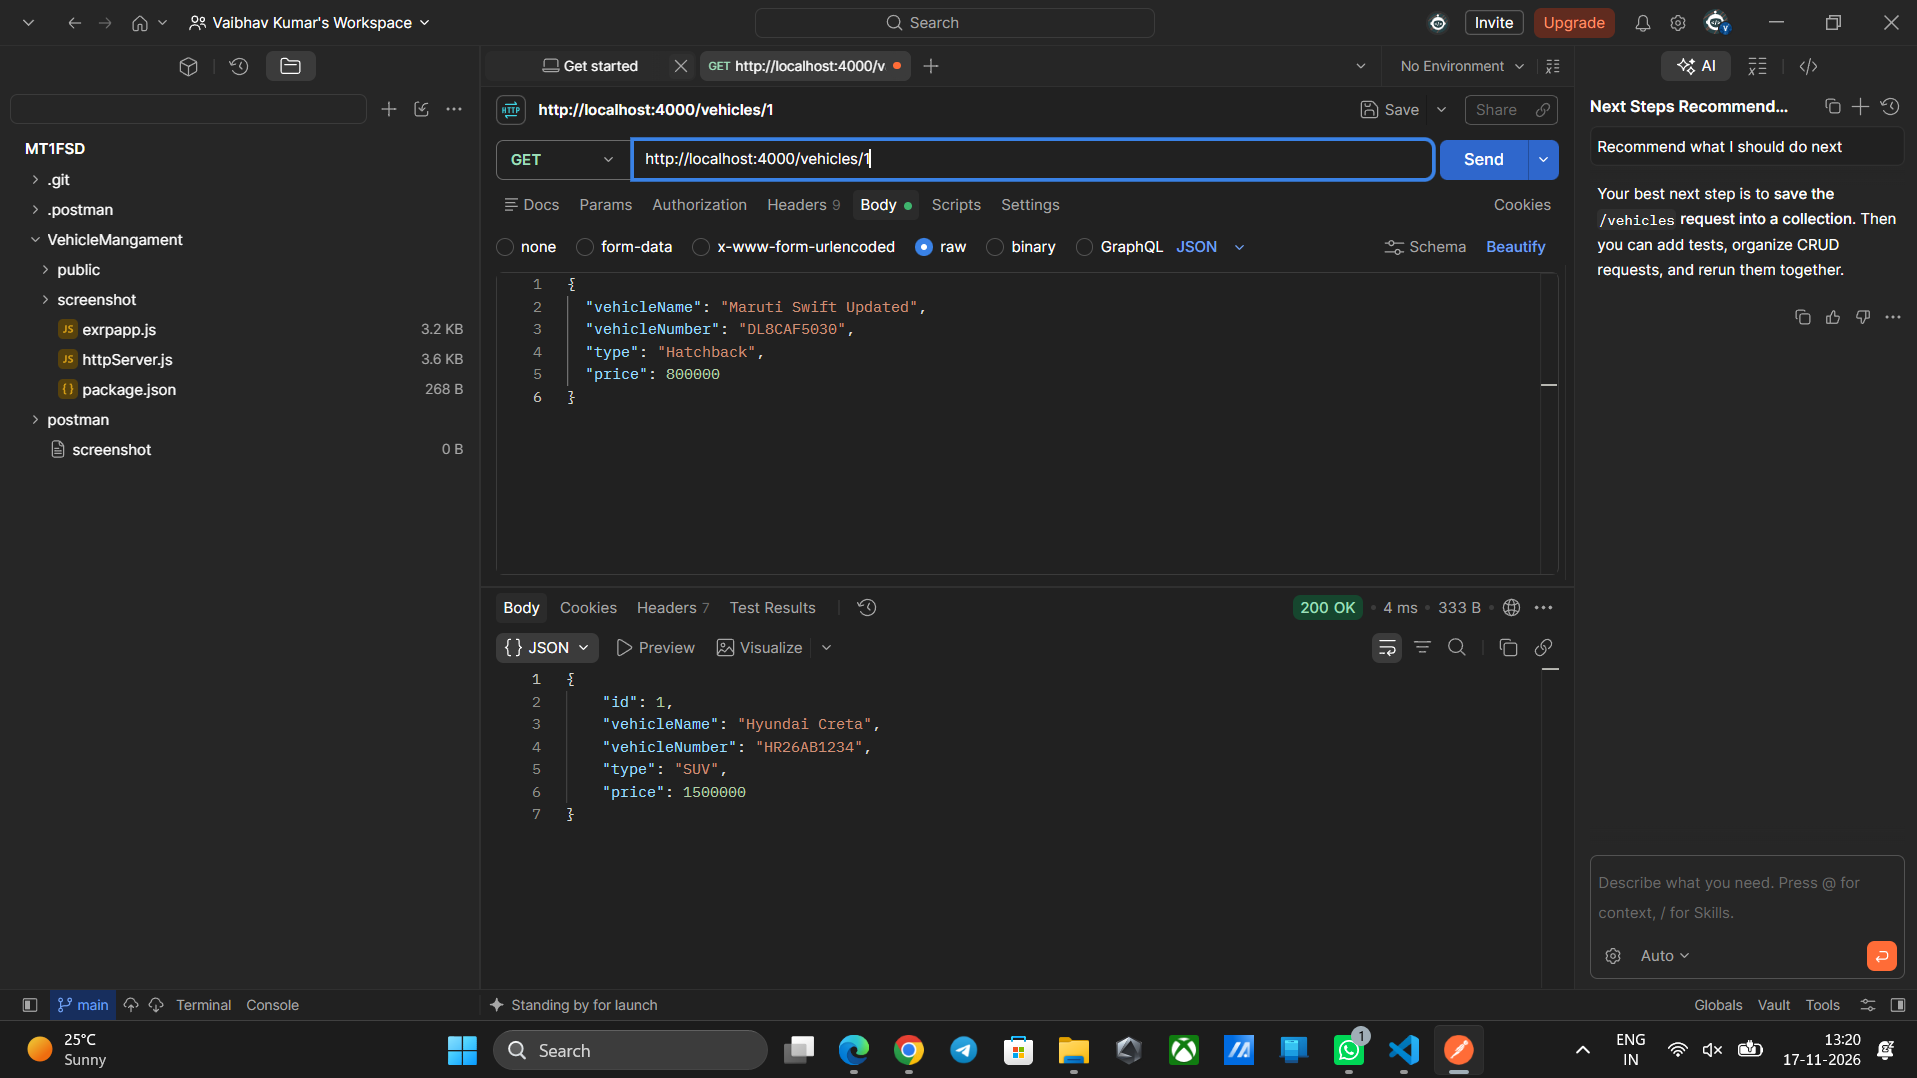 Vaibhav Kumar's Workspace
Search
Invite
Upgrade
Get started
GET http://localhost:4000/v
No Environment
AI
http://localhost:4000/vehicles/1
Save
Share
Next Steps Recommend...
MT1FSD
GET
http://localhost:4000/vehicles/1
Send
Recommend what I should do next
.git
.postman
VehicleMangament
public
screenshot
JS exrpapp.js 3.2 KB
JS httpServer.js 3.6 KB
{} package.json 268 B
postman
screenshot 0 B
Docs Params Authorization Headers 9 Body Scripts Settings Cookies
none form-data x-www-form-urlencoded raw binary GraphQL JSON Schema Beautify
1 {
2 "vehicleName": "Maruti Swift Updated",
3 "vehicleNumber": "DL8CAF5030",
4 "type": "Hatchback",
5 "price": 800000
6 }
Your best next step is to save the
/vehicles request into a collection. Then
you can add tests, organize CRUD
requests, and rerun them together.
Body Cookies Headers 7 Test Results 200 OK • 4 ms • 333 B •
{} JSON Preview Visualize
1 {
2 "id": 1,
3 "vehicleName": "Hyundai Creta",
4 "vehicleNumber": "HR26AB1234",
5 "type": "SUV",
6 "price": 1500000
7 }
Describe what you need. Press @ for
context, / for Skills.
Auto
main Terminal Console Standing by for launch Globals Vault Tools
25°C
Sunny
Search
1
ENG
IN
13:20
17-11-2026